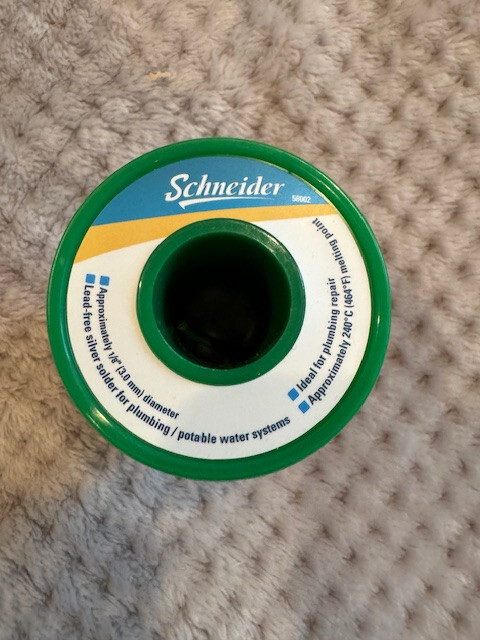 Schneider
58002
Approximately 1/8" (3.0 mm) diameter
Lead-free silver solder for plumbing / potable water systems
Ideal for plumbing repair
Approximately 240°C (464°F) melting point